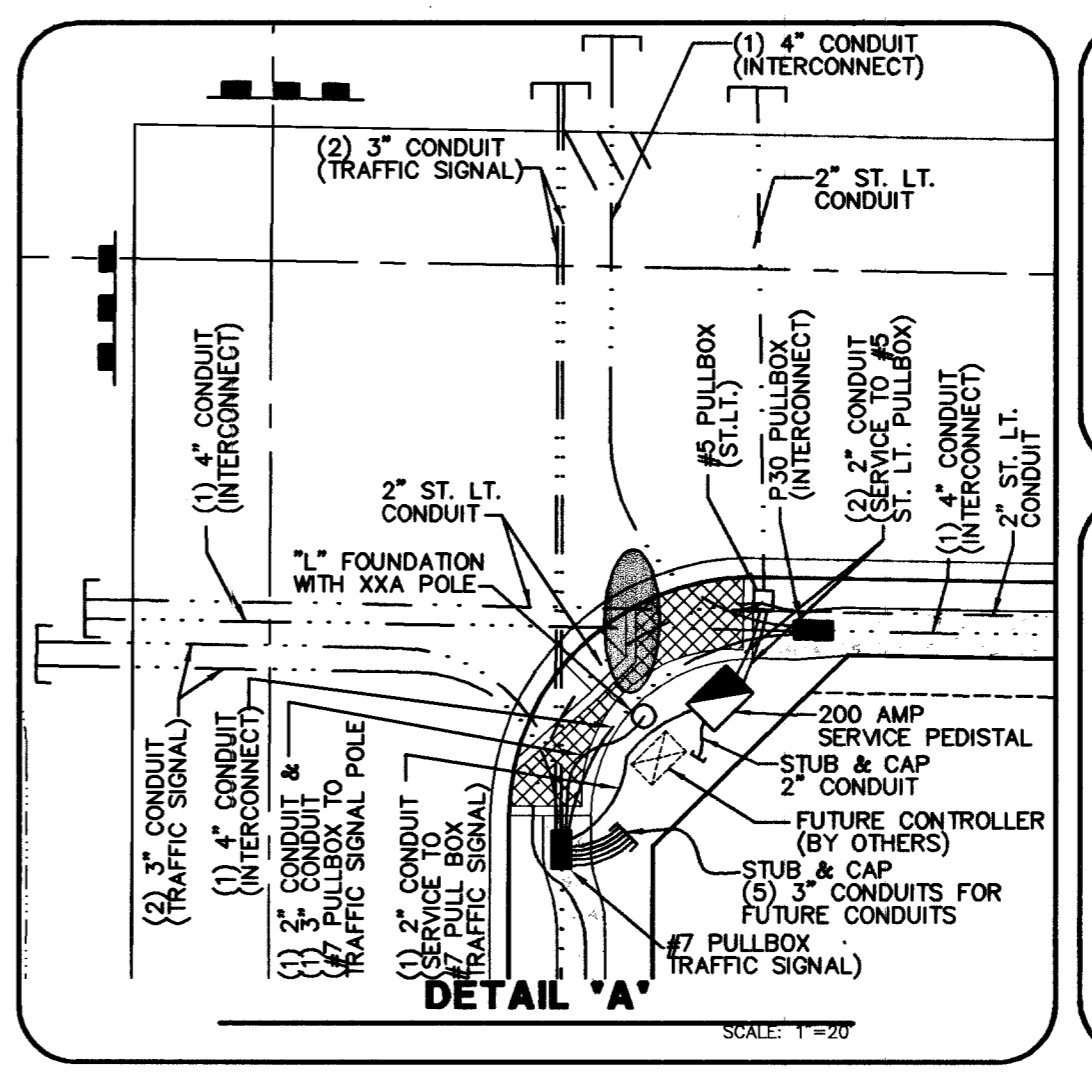 (1) 4" CONDUIT
(INTERCONNECT)
(2) 3" CONDUIT
(TRAFFIC SIGNAL)
2" ST. LT.
CONDUIT
(1) 4" CONDUIT
(INTERCONNECT)
#5 PULLBOX
(ST.LT.)
P30 PULLBOX
(INTERCONNECT)
(2) 2" CONDUIT
(SERVICE TO #5
ST. LT. PULLBOX)
(1) 4" CONDUIT
(INTERCONNECT)
2" ST. LT.
CONDUIT
2" ST. LT.
CONDUIT
"L" FOUNDATION
WITH XXA POLE
200 AMP
SERVICE PEDISTAL
STUB & CAP
2" CONDUIT
FUTURE CONTROLLER
(BY OTHERS)
STUB & CAP
(5) 3" CONDUITS FOR
FUTURE CONDUITS
#7 PULLBOX
TRAFFIC SIGNAL)
(2) 3" CONDUIT
(TRAFFIC SIGNAL)
(1) 4" CONDUIT
(INTERCONNECT)
(1) 2" CONDUIT &
(1) 3" CONDUIT
#7 PULLBOX TO
TRAFFIC SIGNAL POLE
(1) 2" CONDUIT
(SERVICE TO
#7 PULL BOX
TRAFFIC SIGNAL)
DETAIL "A"
SCALE: 1"=20'